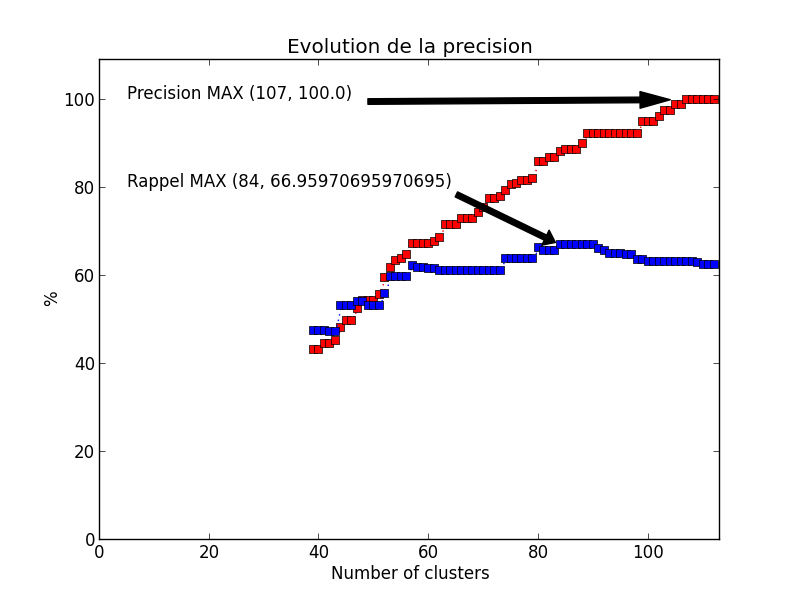 Evolution de la precision
Precision MAX (107, 100.0)
Rappel MAX (84, 66.95970695970695)
%
100
80
60
40
20
0
0 20 40 60 80 100
Number of clusters